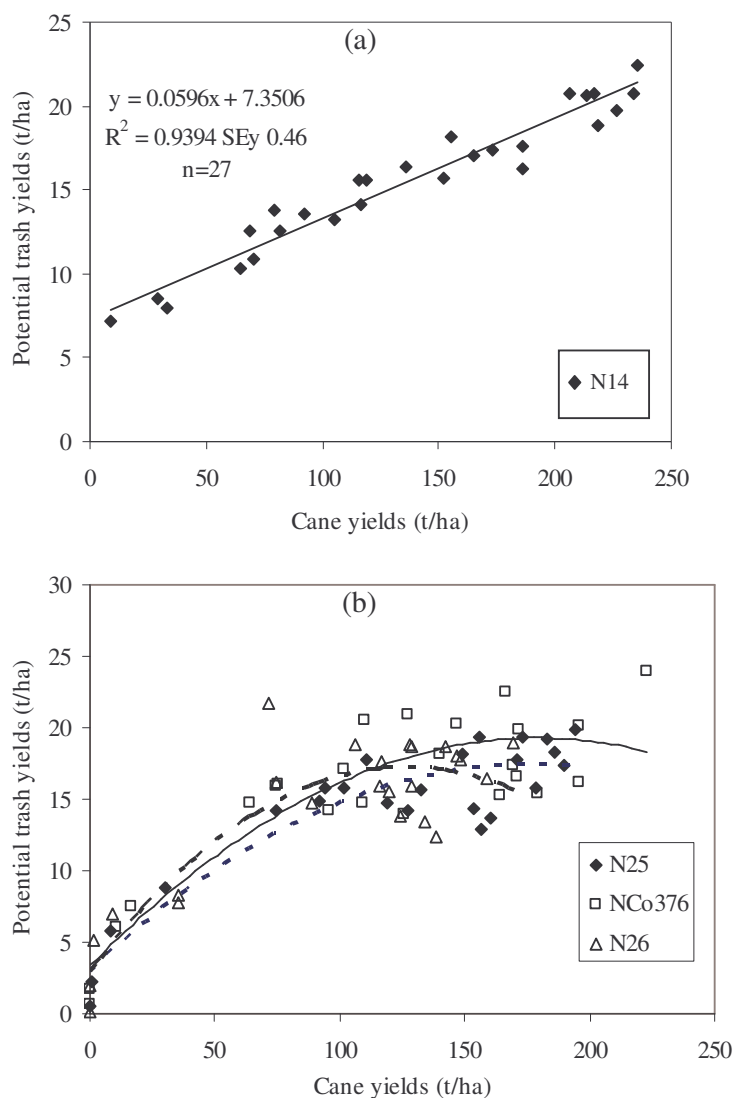 (a)
y = 0.0596x + 7.3506
R² = 0.9394 SEy 0.46
n=27
Potential trash yields (t/ha)
25
20
15
10
5
0
0 50 100 150 200 250
Cane yields (t/ha)
N14
(b)
Potential trash yields (t/ha)
30
25
20
15
10
5
0
0 50 100 150 200 250
Cane yields (t/ha)
N25
NCo376
N26